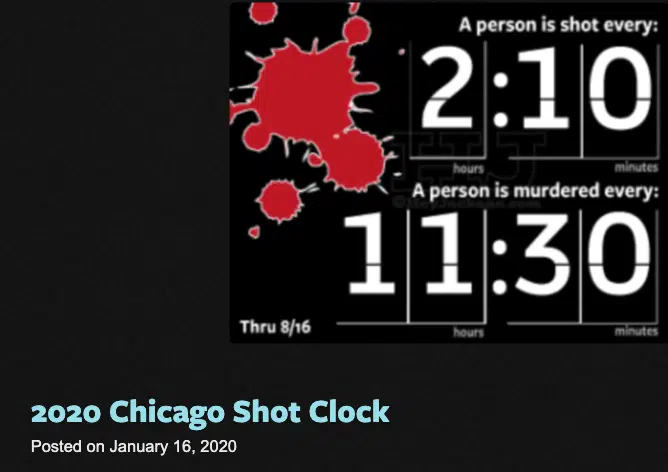 A person is shot every:
2:10
hours minutes
A person is murdered every:
11:30
Thru 8/16
hours minutes
2020 Chicago Shot Clock
Posted on January 16, 2020